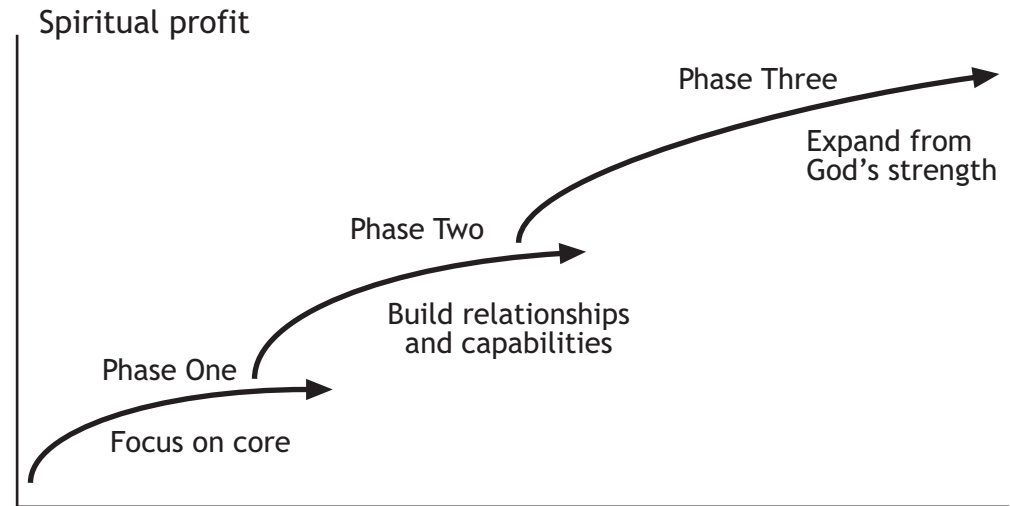 Spiritual profit
Phase Three
Expand from
God’s strength
Phase Two
Build relationships
and capabilities
Phase One
Focus on core